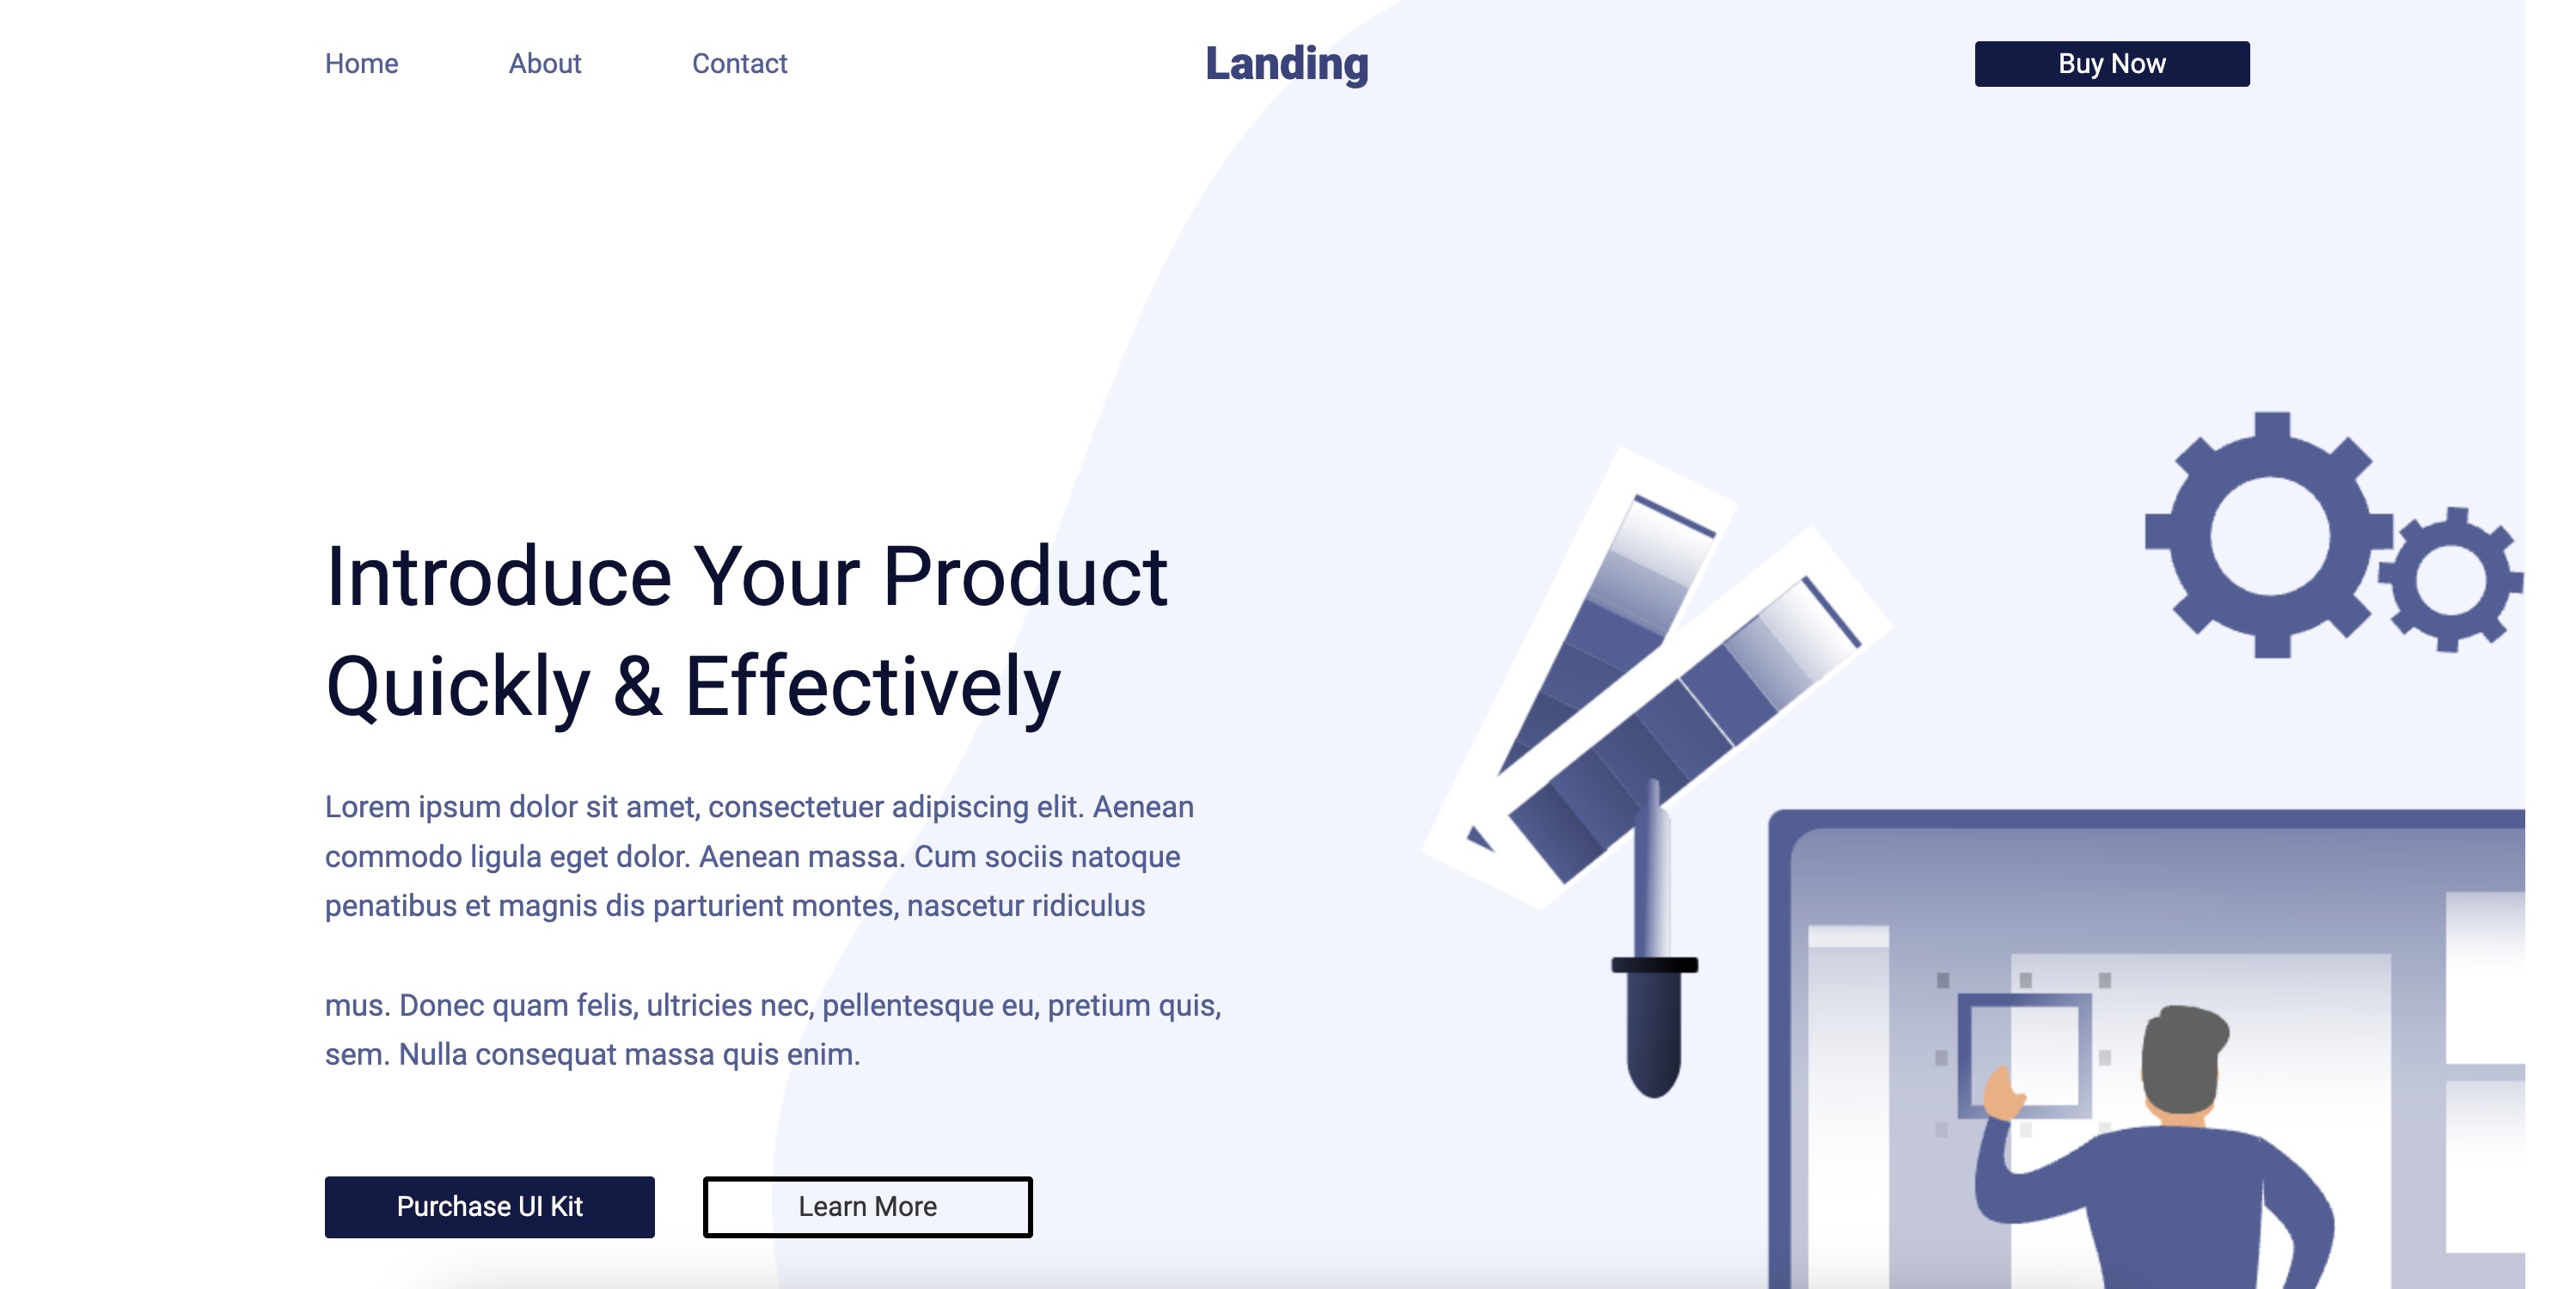 Home About Contact Landing Buy Now
Introduce Your Product
Quickly & Effectively
Lorem ipsum dolor sit amet, consectetuer adipiscing elit. Aenean
commodo ligula eget dolor. Aenean massa. Cum sociis natoque
penatibus et magnis dis parturient montes, nascetur ridiculus
mus. Donec quam felis, ultricies nec, pellentesque eu, pretium quis,
sem. Nulla consequat massa quis enim.
Purchase UI Kit Learn More